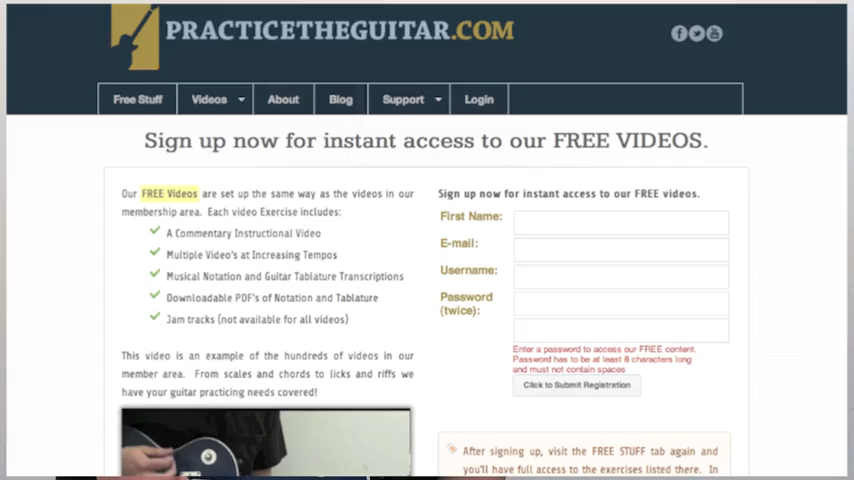 PRACTICETHEGUITAR.COM
Free Stuff Videos About Blog Support Login
Sign up now for instant access to our FREE VIDEOS.
Our FREE Videos are set up the same way as the videos in our
membership area. Each video Exercise includes:
A Commentary Instructional Video
Multiple Video's at Increasing Tempos
Musical Notation and Guitar Tablature Transcriptions
Downloadable PDF's of Notation and Tablature
Jam tracks (not available for all videos)
This video is an example of the hundreds of videos in our
member area. From scales and chords to licks and riffs we
have your guitar practicing needs covered!
Sign up now for instant access to our FREE videos.
First Name:
E-mail:
Username:
Password
(twice):
Enter a password to access our FREE content.
Password has to be at least 8 characters long
and must not contain spaces
Click to Submit Registration
After signing up, visit the FREE STUFF tab again and
you'll have full access to the exercises listed there. In